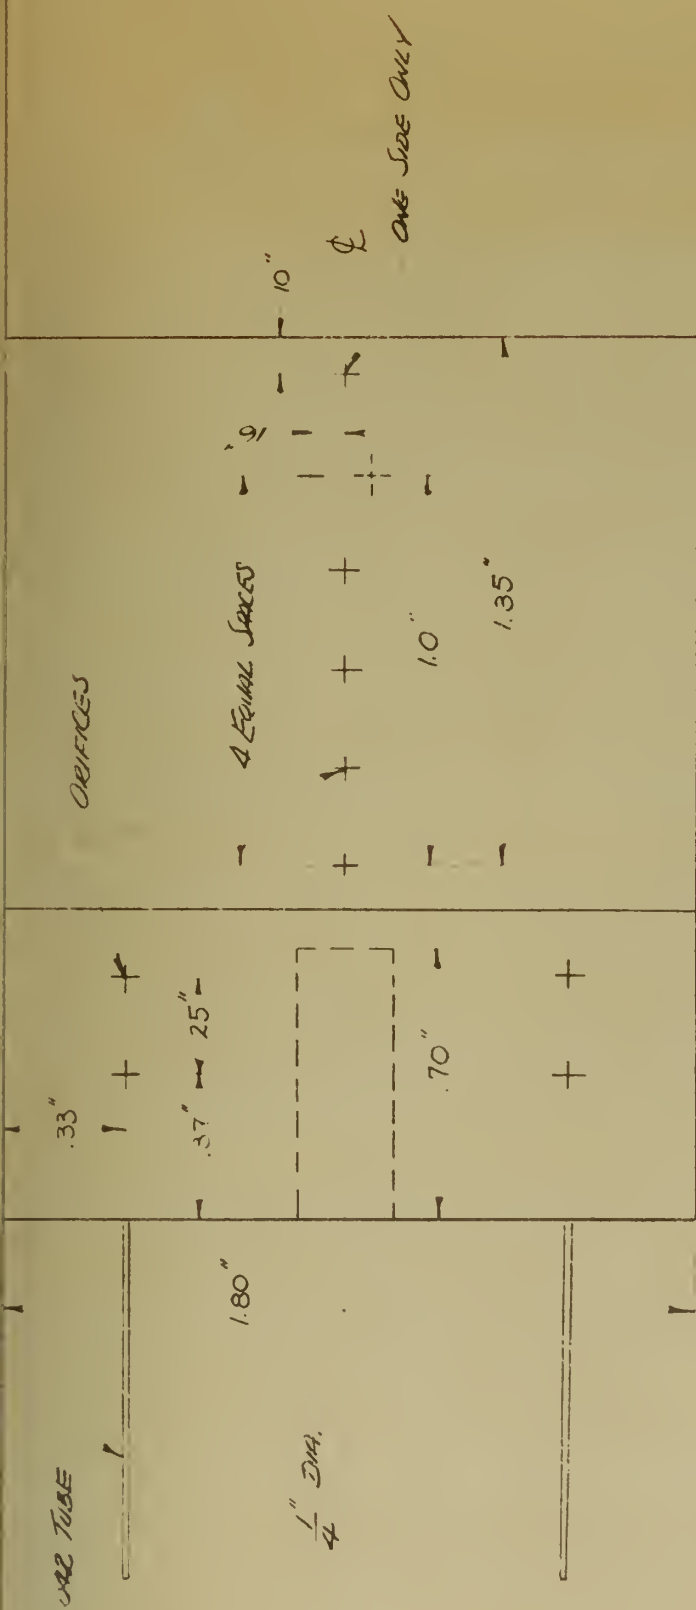 TUBE
ORIFICES
ONE SIDE ONLY
.33"
.37"
25"
4 EQUAL SPACES
.16"
10"
℄
1.80"
1/4" DIA.
.70"
1.0"
1.35"